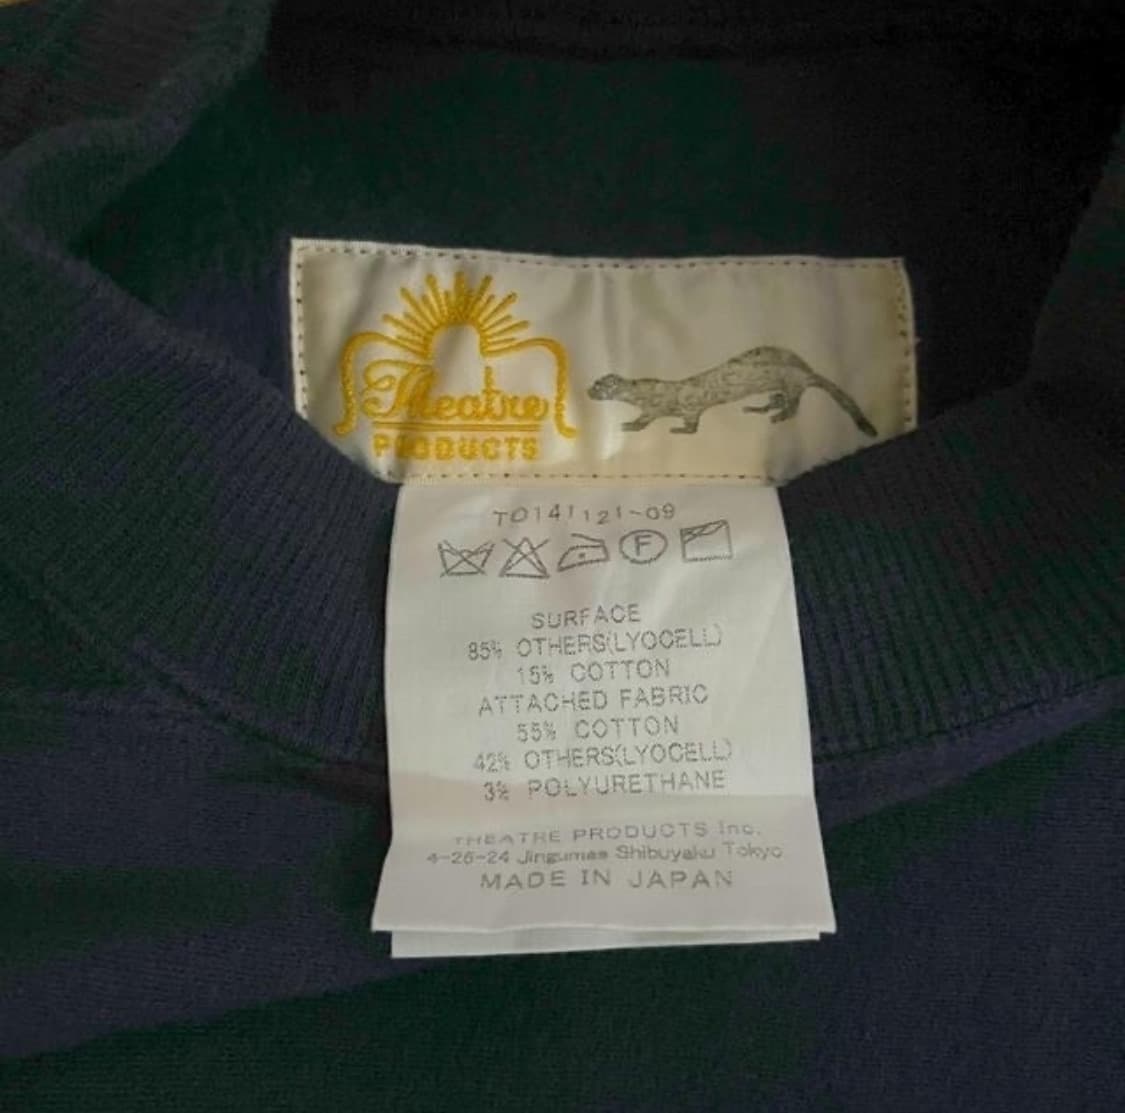 Theatre
PRODUCTS
TO141121-09
F
SURFACE
85% OTHERS(LYOCELL)
15% COTTON
ATTACHED FABRIC
55% COTTON
42% OTHERS(LYOCELL)
3% POLYURETHANE
THEATRE PRODUCTS Inc.
4-26-24 Jingumae Shibuyaku Tokyo
MADE IN JAPAN